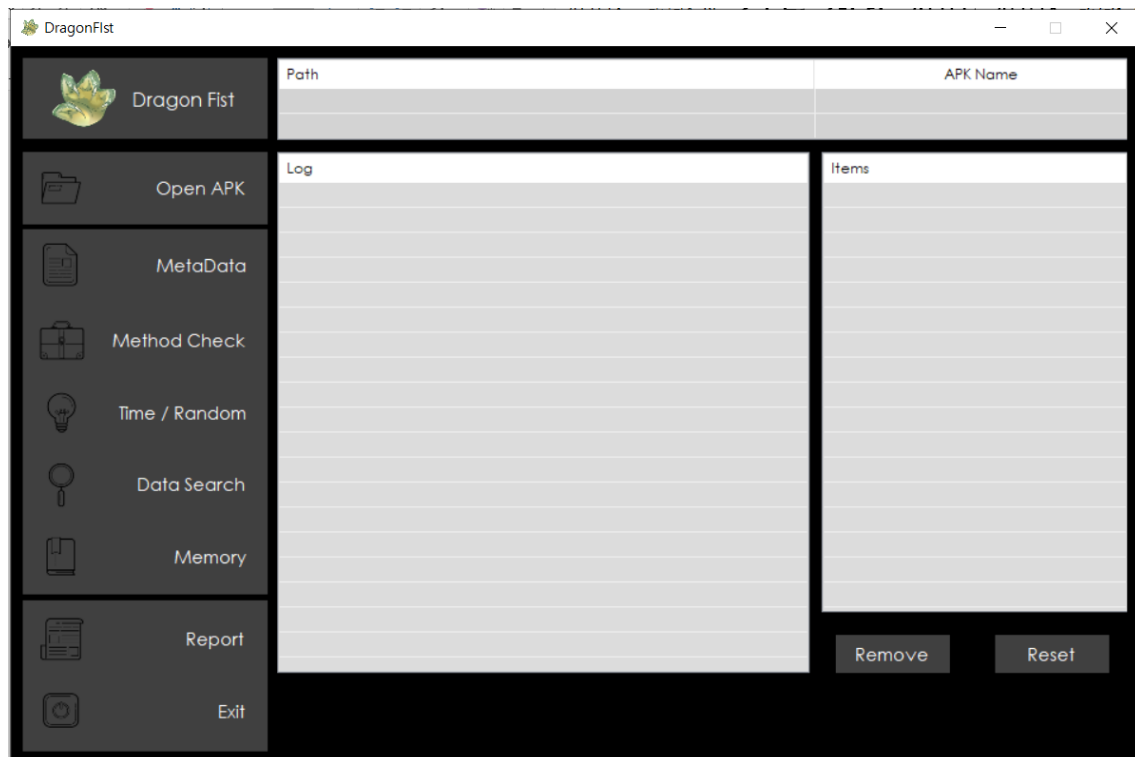 DragonFIst
Dragon Fist
Path APK Name
Open APK
MetaData
Method Check
Time / Random
Data Search
Memory
Report
Exit
Log
Items
Remove Reset